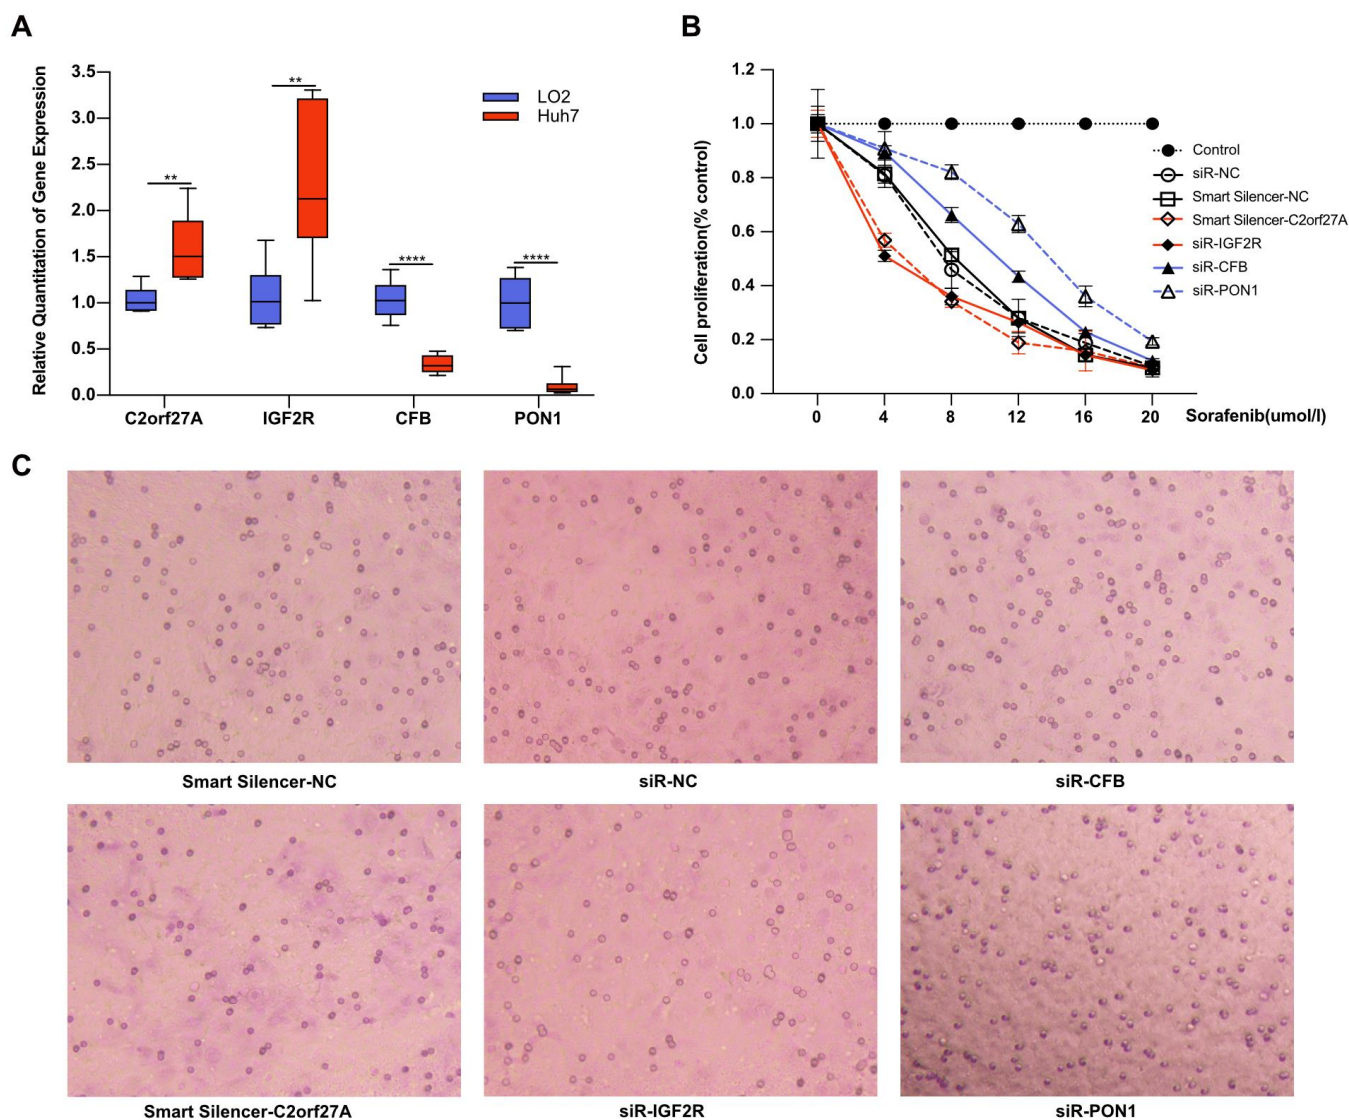 A
Relative Quantitation of Gene Expression
3.5
3.0
2.5
2.0
1.5
1.0
0.5
0.0
** ** **** ****
LO2
Huh7
C2orf27A IGF2R CFB PON1
B
Cell proliferation(% control)
1.2
1.0
0.8
0.6
0.4
0.2
0.0
Control
siR-NC
Smart Silencer-NC
Smart Silencer-C2orf27A
siR-IGF2R
siR-CFB
siR-PON1
0 4 8 12 16 20 Sorafenib(umol/l)
C
Smart Silencer-NC siR-NC siR-CFB
Smart Silencer-C2orf27A siR-IGF2R siR-PON1